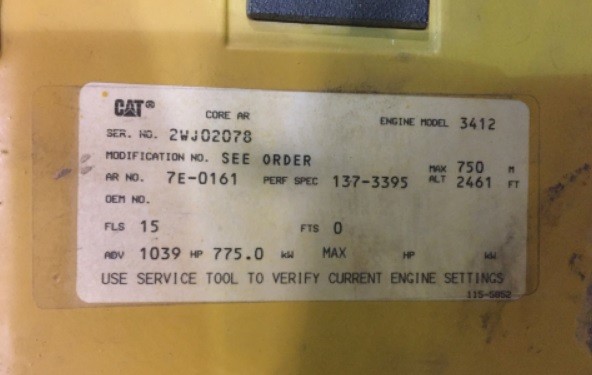 CAT® CORE AR ENGINE MODEL 3412
SER. NO. 2WJ02078
MODIFICATION NO. SEE ORDER MAX 750 M
AR NO. 7E-0161 PERF SPEC 137-3395 ALT 2461 FT
OEM NO.
FLS 15 FTS 0
ADV 1039 HP 775.0 kW MAX HP kW
USE SERVICE TOOL TO VERIFY CURRENT ENGINE SETTINGS
115-5052